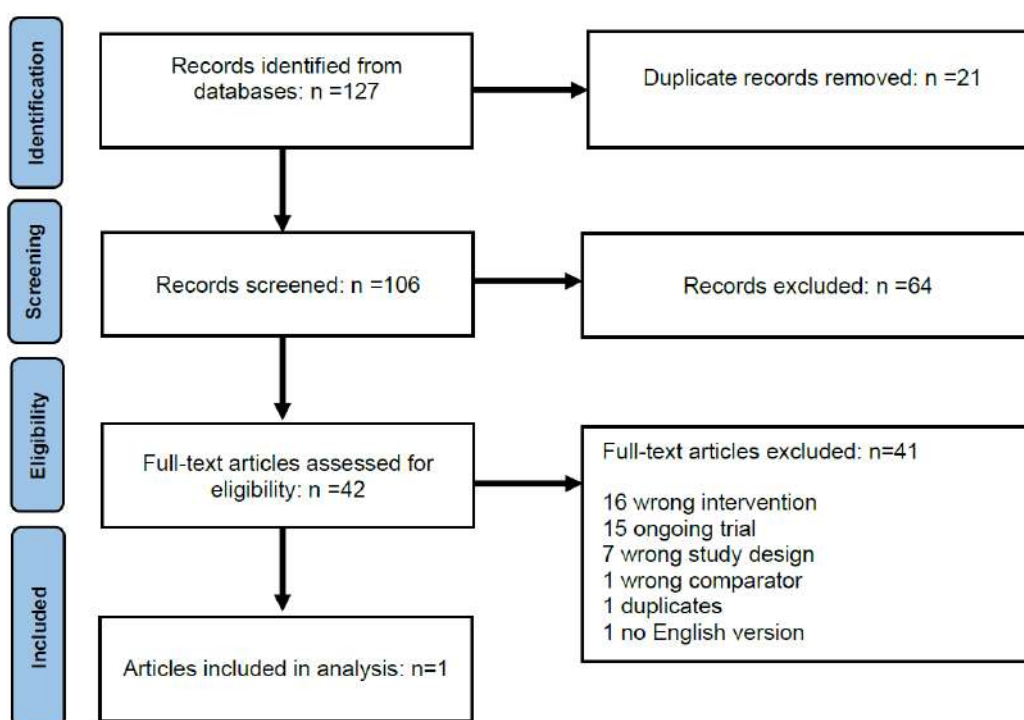 Identification
Records identified from
databases: n =127
Duplicate records removed: n =21
Screening
Records screened: n =106
Records excluded: n =64
Eligibility
Full-text articles assessed for
eligibility: n =42
Full-text articles excluded: n=41
16 wrong intervention
15 ongoing trial
7 wrong study design
1 wrong comparator
1 duplicates
1 no English version
Included
Articles included in analysis: n=1